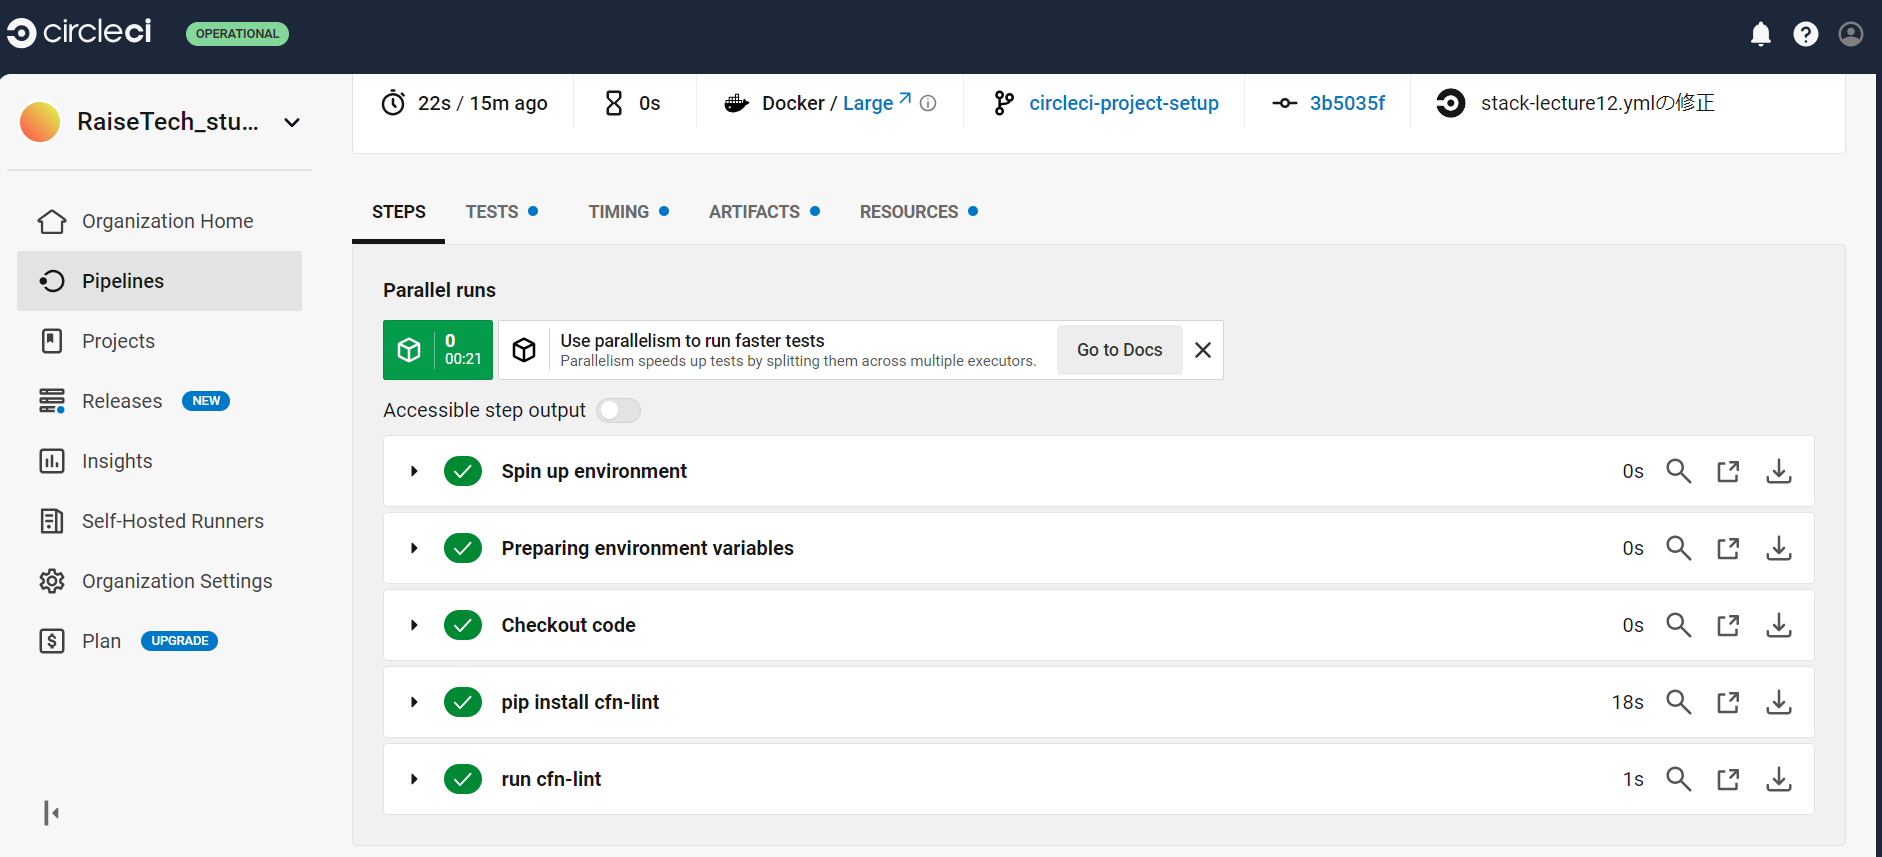 circleci OPERATIONAL
RaiseTech_stu...
Organization Home
Pipelines
Projects
Releases NEW
Insights
Self-Hosted Runners
Organization Settings
Plan UPGRADE
22s / 15m ago 0s Docker / Large circleci-project-setup 3b5035f stack-lecture12.ymlの修正
STEPS TESTS TIMING ARTIFACTS RESOURCES
Parallel runs
0
00:21
Use parallelism to run faster tests
Parallelism speeds up tests by splitting them across multiple executors.
Go to Docs
Accessible step output
Spin up environment 0s
Preparing environment variables 0s
Checkout code 0s
pip install cfn-lint 18s
run cfn-lint 1s